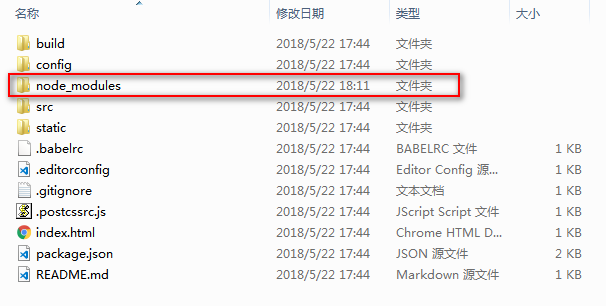 名称 修改日期 类型 大小
build 2018/5/22 17:44 文件夹
config 2018/5/22 17:44 文件夹
node_modules 2018/5/22 18:11 文件夹
src 2018/5/22 17:44 文件夹
static 2018/5/22 17:44 文件夹
.babelrc 2018/5/22 17:44 BABELRC 文件 1 KB
.editorconfig 2018/5/22 17:44 Editor Config 源... 1 KB
.gitignore 2018/5/22 17:44 文本文档 1 KB
.postcssrc.js 2018/5/22 17:44 JScript Script 文件 1 KB
index.html 2018/5/22 17:44 Chrome HTML D... 1 KB
package.json 2018/5/22 17:44 JSON 源文件 2 KB
README.md 2018/5/22 17:44 Markdown 源文件 1 KB